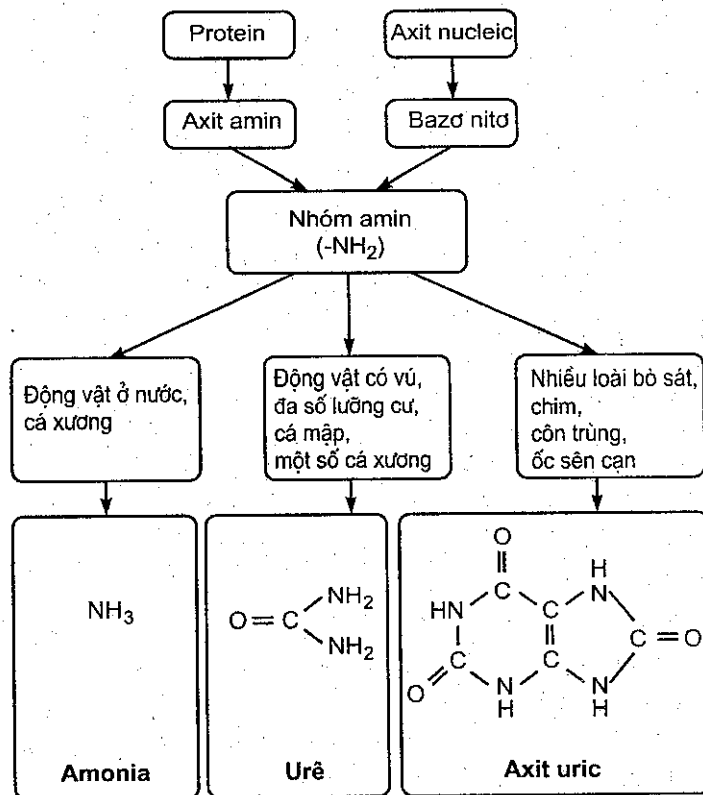 Protein
Axit nucleic
Axit amin
Bazơ nitơ
Nhóm amin
(-NH₂)
Động vật ở nước,
cá xương
Động vật có vú,
đa số lưỡng cư,
cá mập,
một số cá xương
Nhiều loài bò sát,
chim,
côn trùng,
ốc sên cạn
NH₃
Amonia
O=C
NH₂
NH₂
Urê
O
C
H
N
HN
C
C=O
C
C
O
N
H
N
H
Axit uric